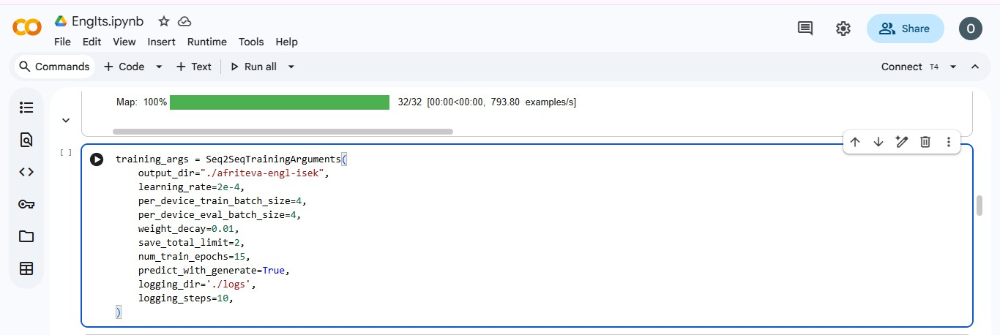 EngIts.ipynb
File Edit View Insert Runtime Tools Help
Share
O
Commands + Code + Text Run all
Connect T4
Map: 100% 32/32 [00:00<00:00, 793.80 examples/s]
[ ]
training_args = Seq2SeqTrainingArguments(
    output_dir="./afriteva-engl-isek",
    learning_rate=2e-4,
    per_device_train_batch_size=4,
    per_device_eval_batch_size=4,
    weight_decay=0.01,
    save_total_limit=2,
    num_train_epochs=15,
    predict_with_generate=True,
    logging_dir='./logs',
    logging_steps=10,
)